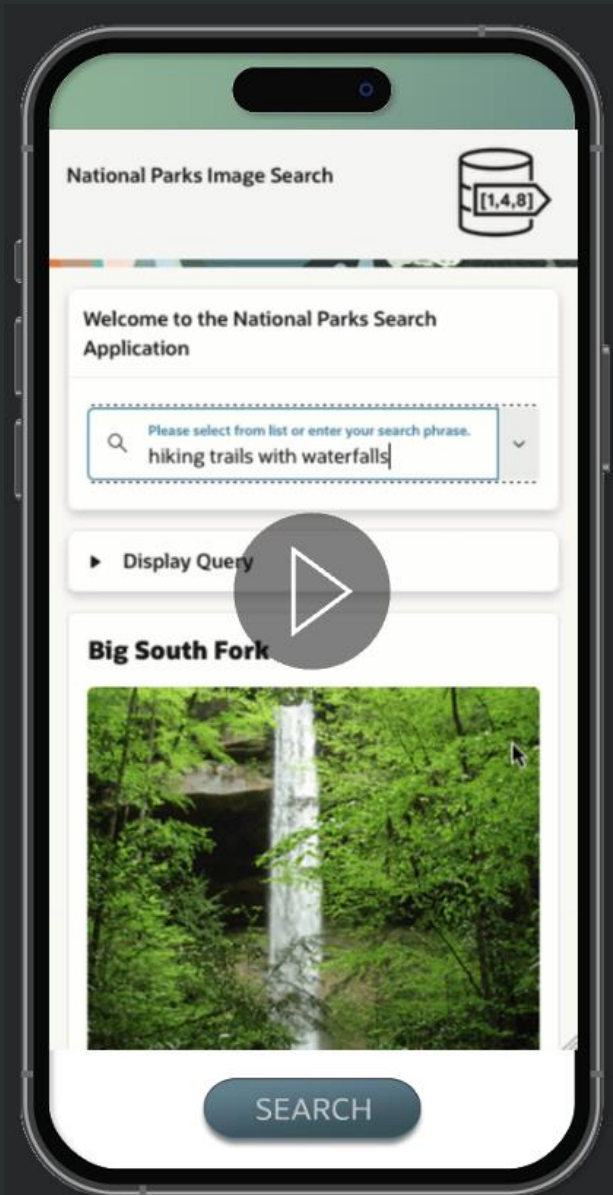 National Parks Image Search
[1,4,8]
Welcome to the National Parks Search
Application
Please select from list or enter your search phrase.
hiking trails with waterfalls
Display Query
Big South Fork
SEARCH